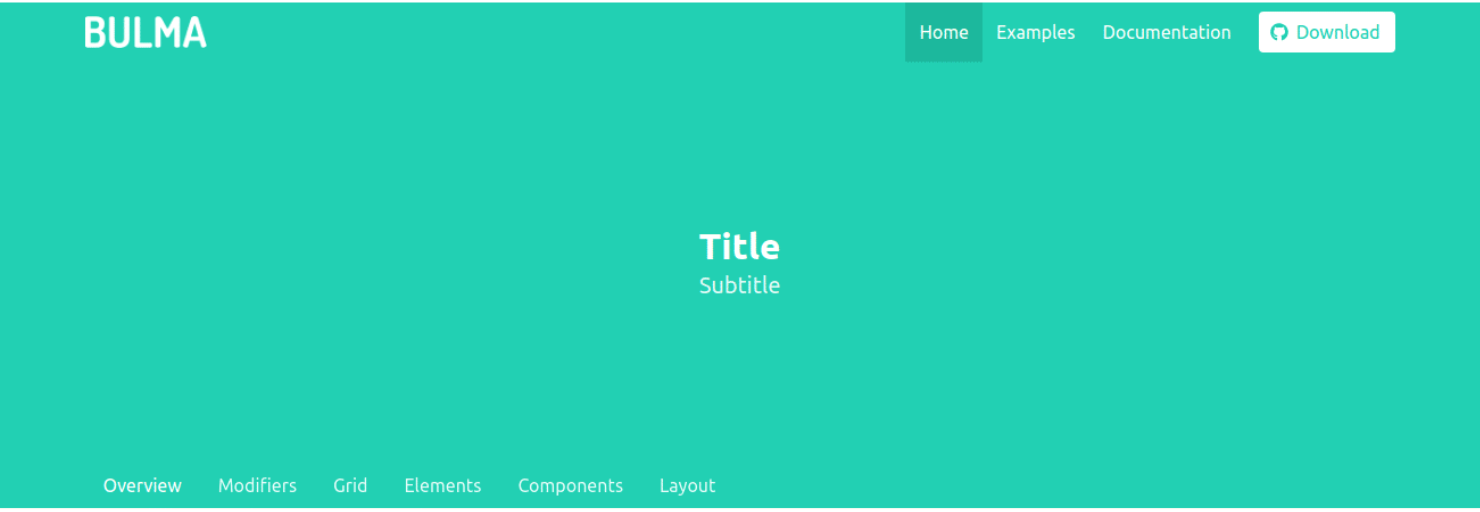 BULMA
Home Examples Documentation Download
Title
Subtitle
Overview Modifiers Grid Elements Components Layout